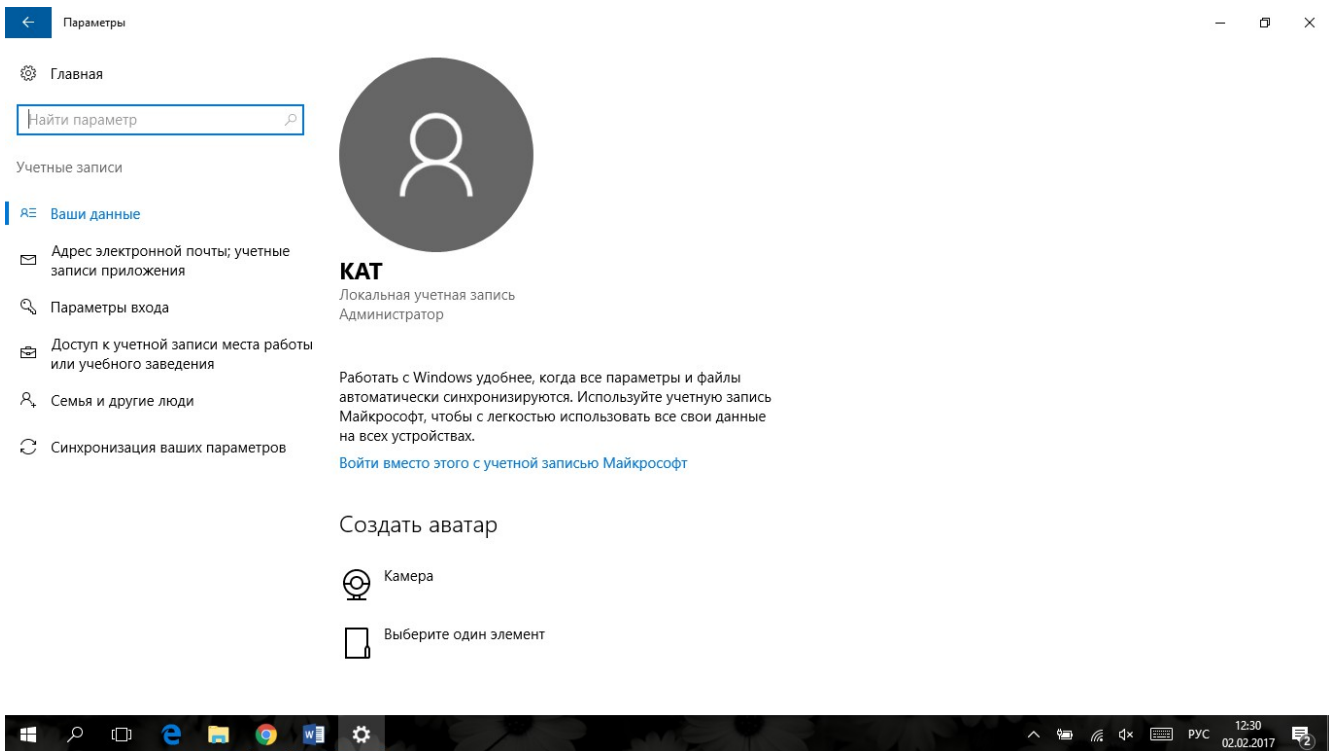 Параметры
Главная
Найти параметр
Учетные записи
Ваши данные
Адрес электронной почты; учетные
записи приложения
Параметры входа
Доступ к учетной записи места работы
или учебного заведения
Семья и другие люди
Синхронизация ваших параметров
КАТ
Локальная учетная запись
Администратор
Работать с Windows удобнее, когда все параметры и файлы
автоматически синхронизируются. Используйте учетную запись
Майкрософт, чтобы с легкостью использовать все свои данные
на всех устройствах.
Войти вместо этого с учетной записью Майкрософт
Создать аватар
Камера
Выберите один элемент
РУС
12:30
02.02.2017
2